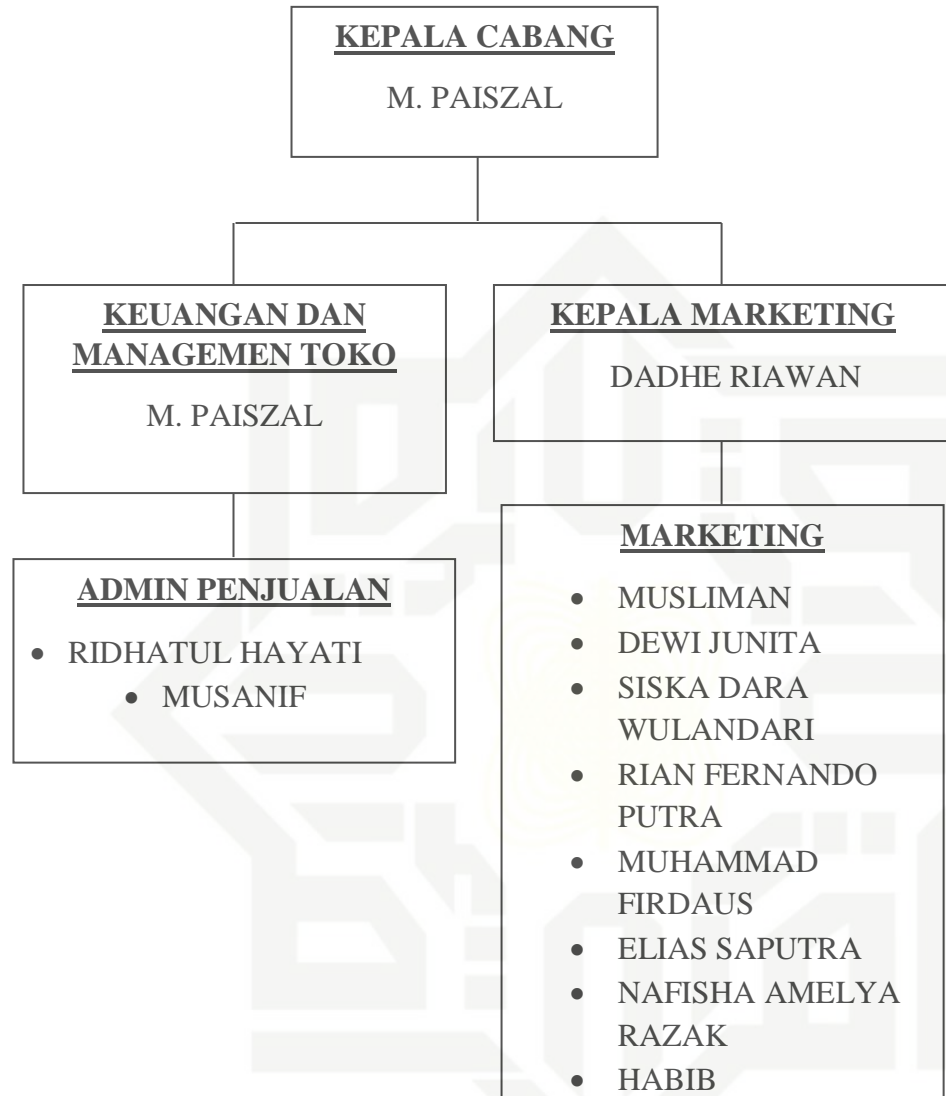 KEPALA CABANG
M. PAISZAL
KEUANGAN DAN
MANAGEMEN TOKO
M. PAISZAL
KEPALA MARKETING
DADHE RIAWAN
ADMIN PENJUALAN
• RIDHATUL HAYATI
• MUSANIF
MARKETING
• MUSLIMAN
• DEWI JUNITA
• SISKA DARA
WULANDARI
• RIAN FERNANDO
PUTRA
• MUHAMMAD
FIRDAUS
• ELIAS SAPUTRA
• NAFISHA AMELYA
RAZAK
• HABIB